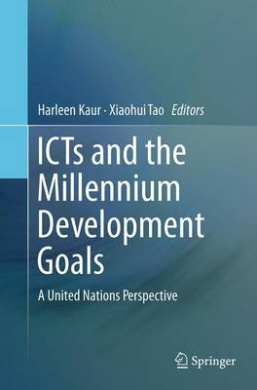 Harleen Kaur · Xiaohui Tao Editors
ICTs and the
Millennium
Development
Goals
A United Nations Perspective
Springer